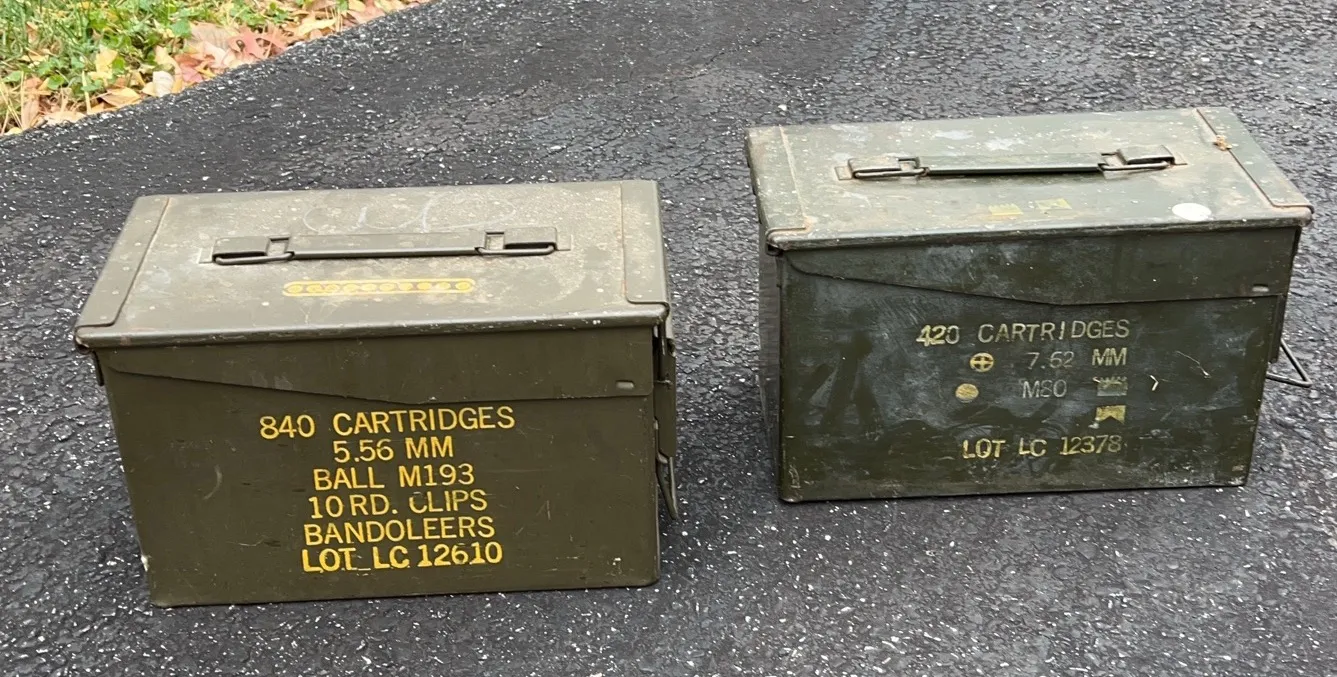 840 CARTRIDGES
5.56 MM
BALL M193
10 RD. CLIPS
BANDOLEERS
LOT LC 12610
420 CARTRIDGES
7.62 MM
M80
LOT LC 12378